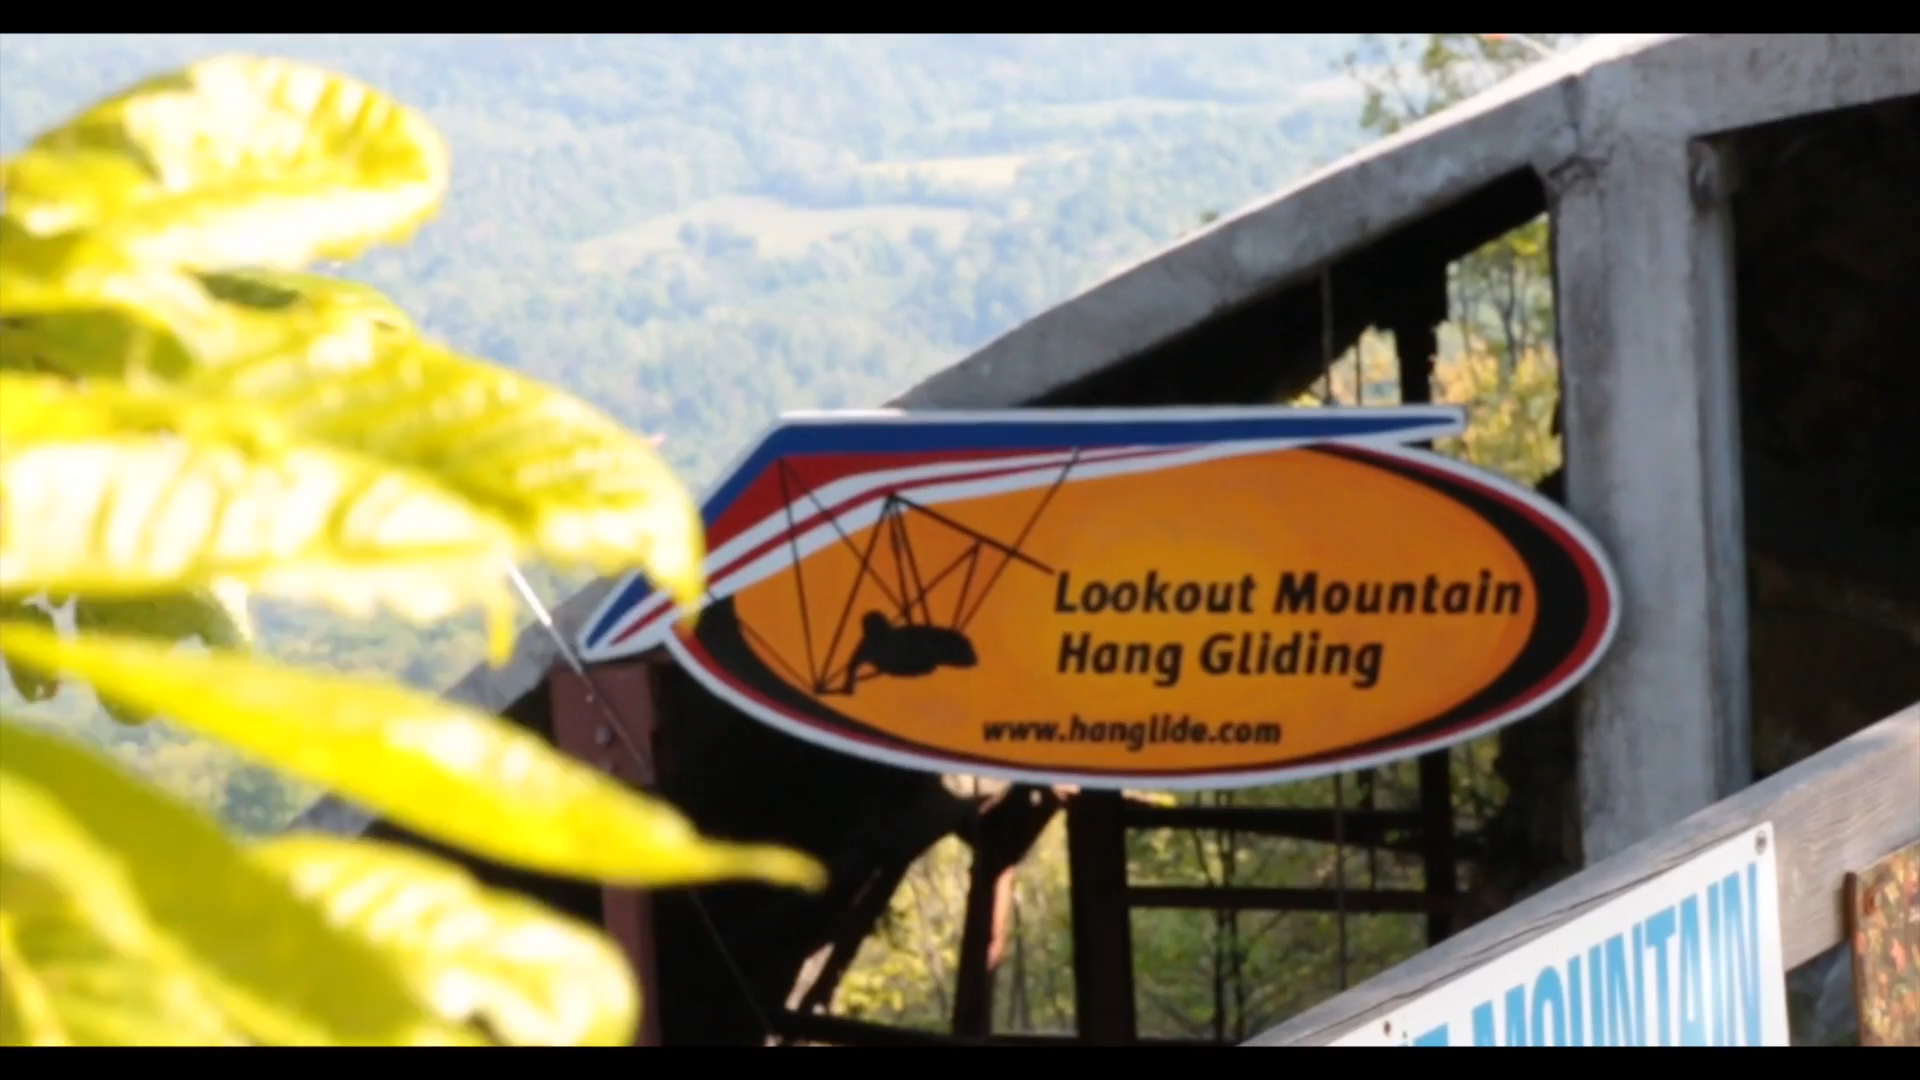 Lookout Mountain
Hang Gliding
www.hanglide.com
MOUNTAIN